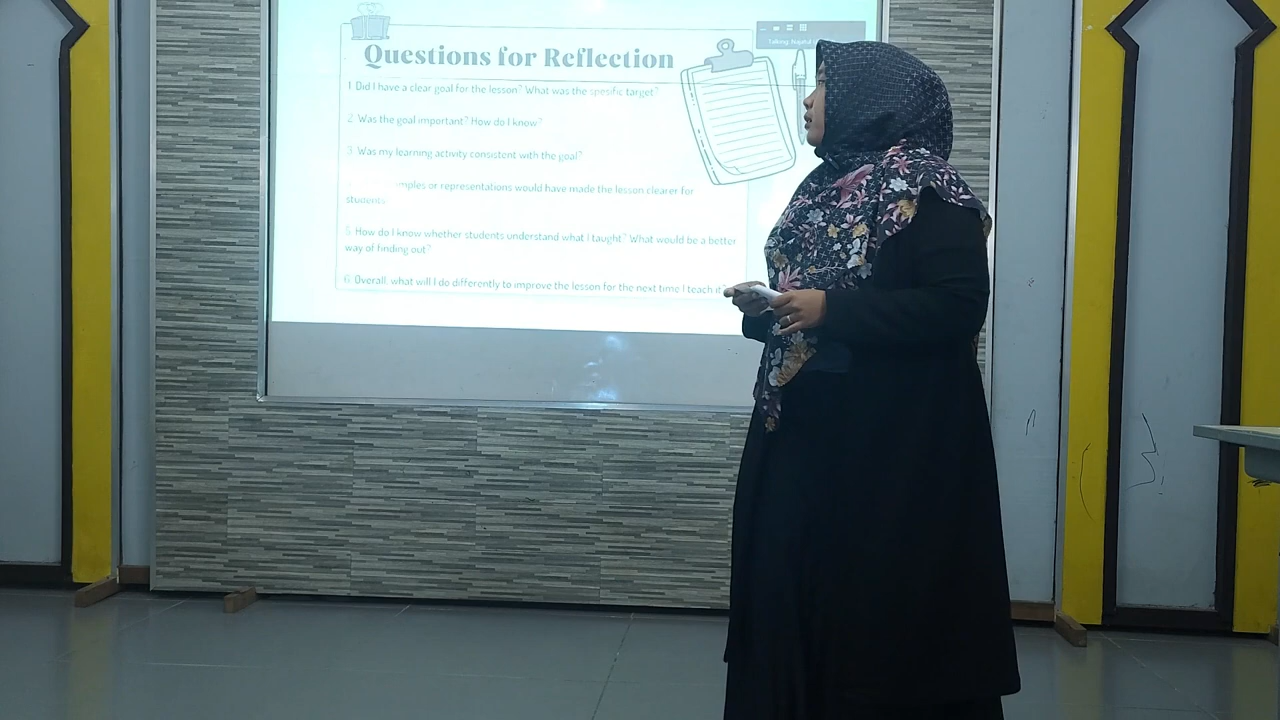 Questions for Reflection
Talking:
1. Did I have a clear goal for the lesson? What was the specific target?
2. Was the goal important? How do I know?
3. Was my learning activity consistent with the goal?
mples or representations would have made the lesson clearer for
students
5. How do I know whether students understand what I taught? What would be a better
way of finding out?
6. Overall, what will I do differently to improve the lesson for the next time I teach it?